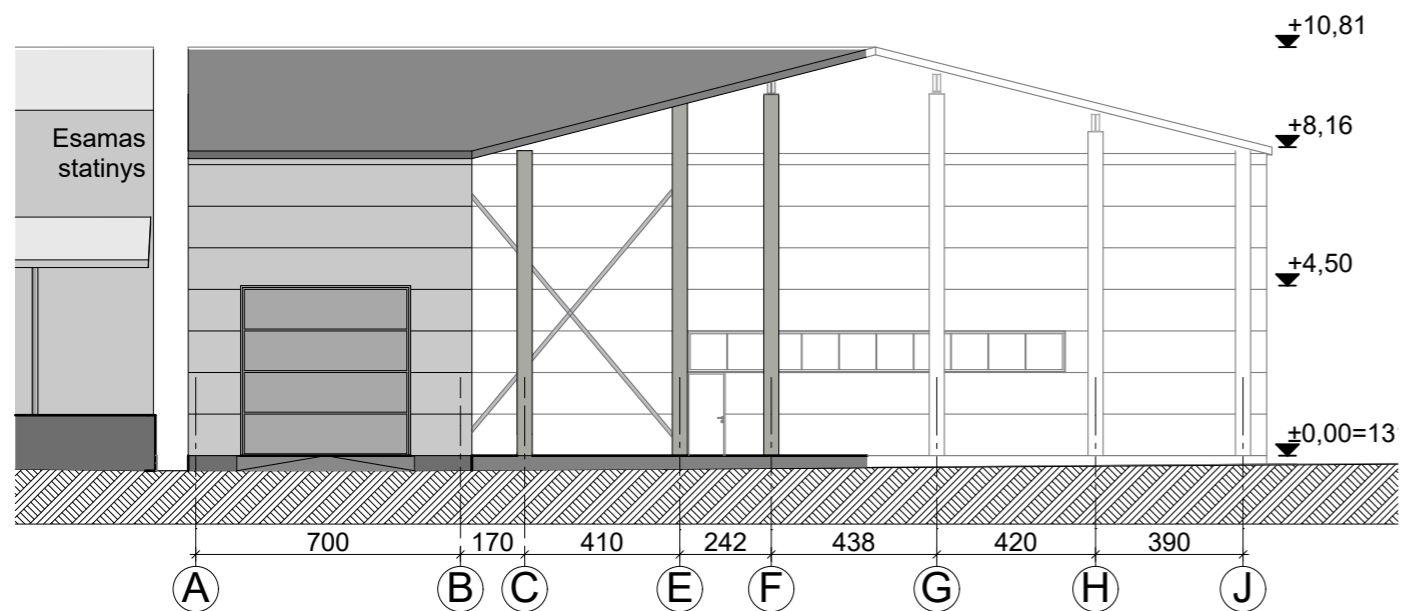 +10,81
Esamas
statinys
+8,16
+4,50
±0,00=13
700 170 410 242 438 420 390
A B C E F G H J